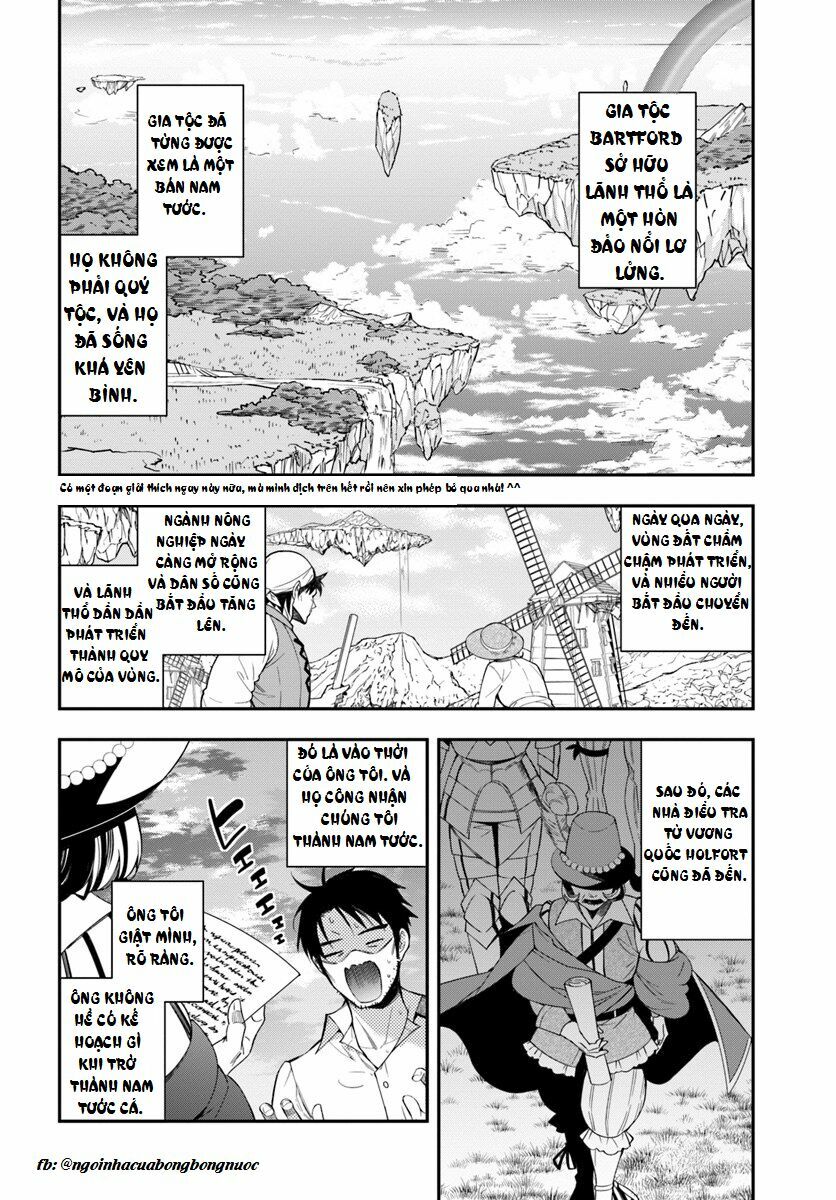 GIA TỘC
BARTFORD
SỞ HỮU
LÃNH THỔ LÀ
MỘT HÒN
ĐẢO NỔI LƠ
LỬNG.
GIA TỘC ĐÃ
TỪNG ĐƯỢC
XEM LÀ MỘT
BÁN NAM
TƯỚC.
HỌ KHÔNG
PHẢI QUÝ
TỘC, VÀ HỌ
ĐÃ SỐNG
KHÁ YÊN
BÌNH.
Có một đoạn giải thích ngay này nữa, mà mình dịch trên hết rồi nên xin phép bỏ qua nhá! ^^
NGÀY QUA NGÀY,
VÙNG ĐẤT CHẦM
CHẬM PHÁT TRIỂN,
VÀ NHIỀU NGƯỜI
BẮT ĐẦU CHUYỂN
ĐẾN.
NGÀNH NÔNG
NGHIỆP NGÀY
CÀNG MỞ RỘNG
VÀ DÂN SỐ CŨNG
BẮT ĐẦU TĂNG
LÊN.
VÀ LÃNH
THỔ DẦN DẦN
PHÁT TRIỂN
THÀNH QUY
MÔ CỦA VÙNG.
SAU ĐÓ, CÁC
NHÀ ĐIỀU TRA
TỪ VƯƠNG
QUỐC HOLFORT
CŨNG ĐÃ ĐẾN.
ĐÓ LÀ VÀO THỜI
CỦA ÔNG TÔI. VÀ
HỌ CÔNG NHẬN
CHÚNG TÔI
THÀNH NAM TƯỚC.
ヒエエエエ
ÔNG TÔI
GIẬT MÌNH,
RÕ RÀNG.
ÔNG KHÔNG
HỀ CÓ KẾ
HOẠCH GÌ
KHI TRỞ
THÀNH NAM
TƯỚC CẢ.
fb: @ngoinhacuabongbongnuoc